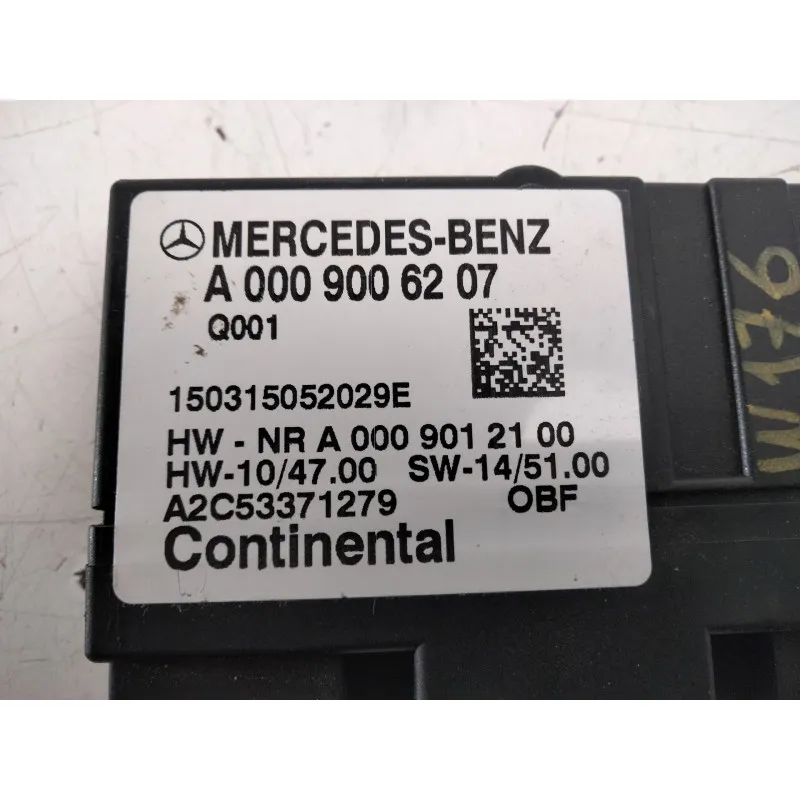 MERCEDES-BENZ
A 000 900 62 07
Q001
150315052029E
HW - NR A 000 901 21 00
HW-10/47.00 SW-14/51.00
A2C53371279 OBF
Continental
W176